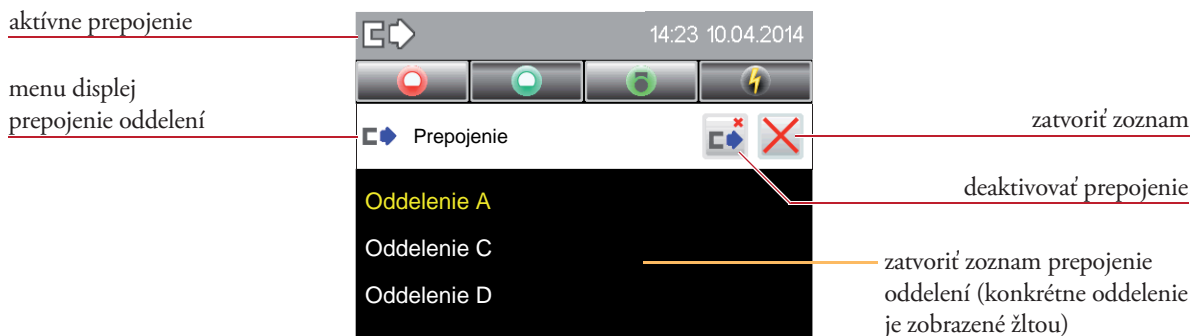 aktívne prepojenie
menu displej
prepojenie oddelení
14:23 10.04.2014
Prepojenie
Oddelenie A
Oddelenie C
Oddelenie D
zatvoriť zoznam
deaktivovať prepojenie
zatvoriť zoznam prepojenie
oddelení (konkrétne oddelenie
je zobrazené žltou)